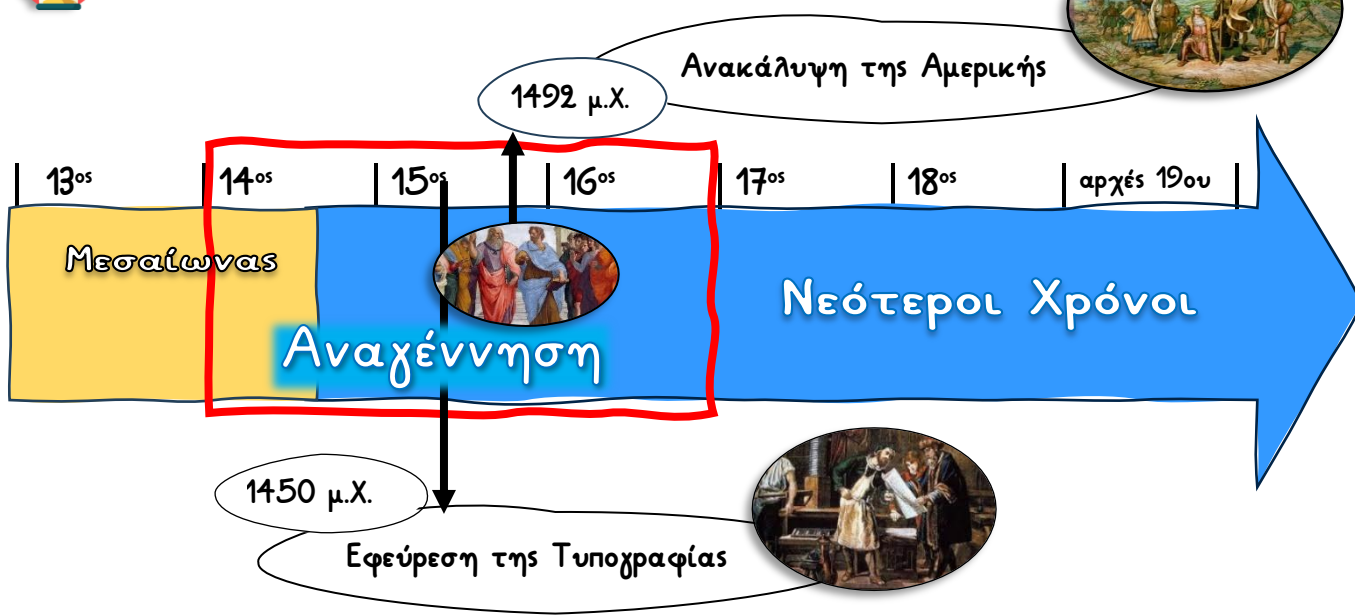 Ανακάλυψη της Αμερικής
1492 μ.Χ.
13ος 14ος 15ος 16ος 17ος 18ος αρχές 19ου
Μεσαίωνας
Νεότεροι Χρόνοι
Αναγέννηση
1450 μ.Χ.
Εφεύρεση της Τυπογραφίας